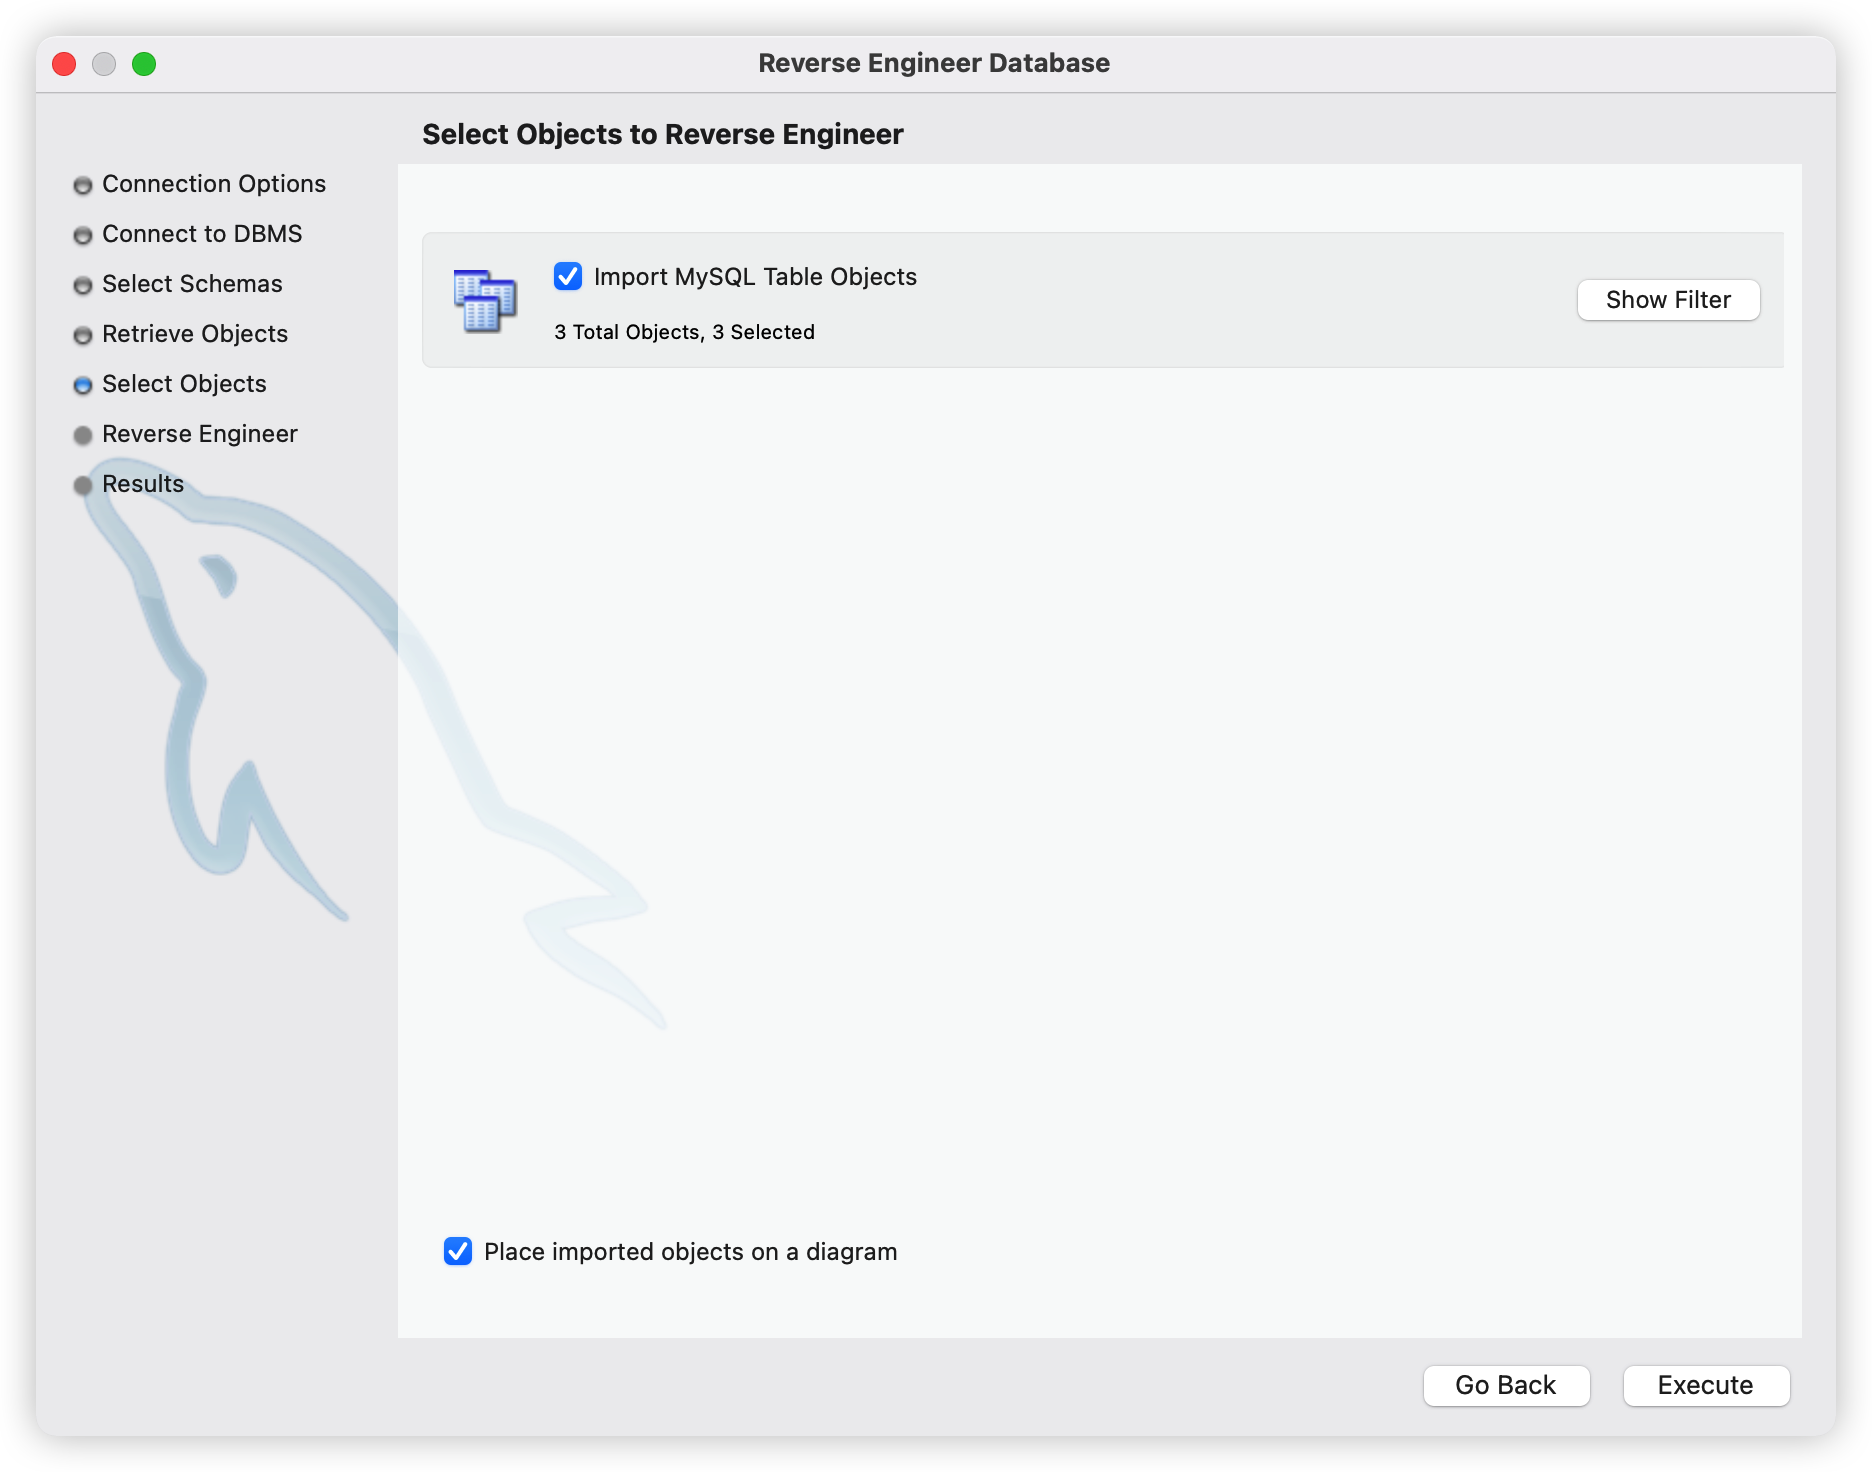 Reverse Engineer Database
Select Objects to Reverse Engineer
Connection Options
Connect to DBMS
Select Schemas
Retrieve Objects
Select Objects
Reverse Engineer
Results
Import MySQL Table Objects
3 Total Objects, 3 Selected
Show Filter
Place imported objects on a diagram
Go Back
Execute